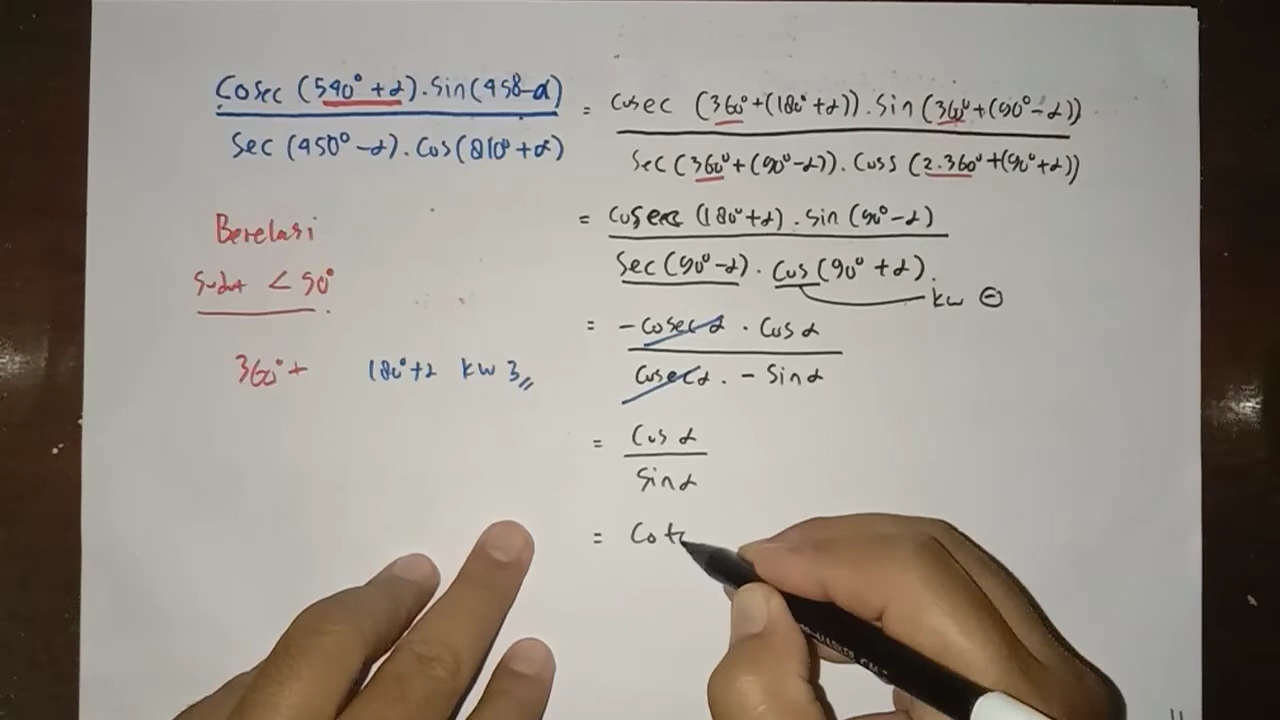 Cosec (540° + α) . Sin(450-α) = Cosec (360° + (180° + α)) . Sin (360° + (90° - α))
Sec (450° - α) . Cos(810° + α) Sec (360° + (90° - α)) . Coss (2.360° + (90° + α))
Berelasi
Sudut < 90°
360° + 180° + α kw 3
= Cosec (180° + α) . Sin (90° - α)
Sec (90° - α) . Cos (90° + α)
kw ⊖
= - Cosec α . Cos α
Cosec α . - Sin α
= Cos α
Sin α
= Cot